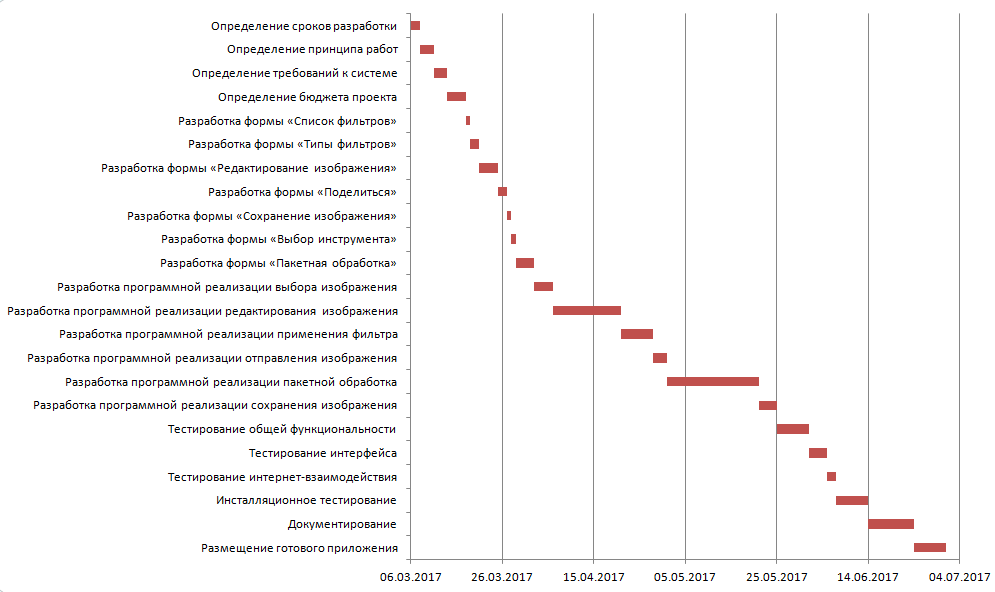 Определение сроков разработки
Определение принципа работ
Определение требований к системе
Определение бюджета проекта
Разработка формы «Список фильтров»
Разработка формы «Типы фильтров»
Разработка формы «Редактирование изображения»
Разработка формы «Поделиться»
Разработка формы «Сохранение изображения»
Разработка формы «Выбор инструмента»
Разработка формы «Пакетная обработка»
Разработка программной реализации выбора изображения
Разработка программной реализации редактирования изображения
Разработка программной реализации применения фильтра
Разработка программной реализации отправления изображения
Разработка программной реализации пакетной обработка
Разработка программной реализации сохранения изображения
Тестирование общей функциональности
Тестирование интерфейса
Тестирование интернет-взаимодействия
Инсталляционное тестирование
Документирование
Размещение готового приложения
06.03.2017 26.03.2017 15.04.2017 05.05.2017 25.05.2017 14.06.2017 04.07.2017